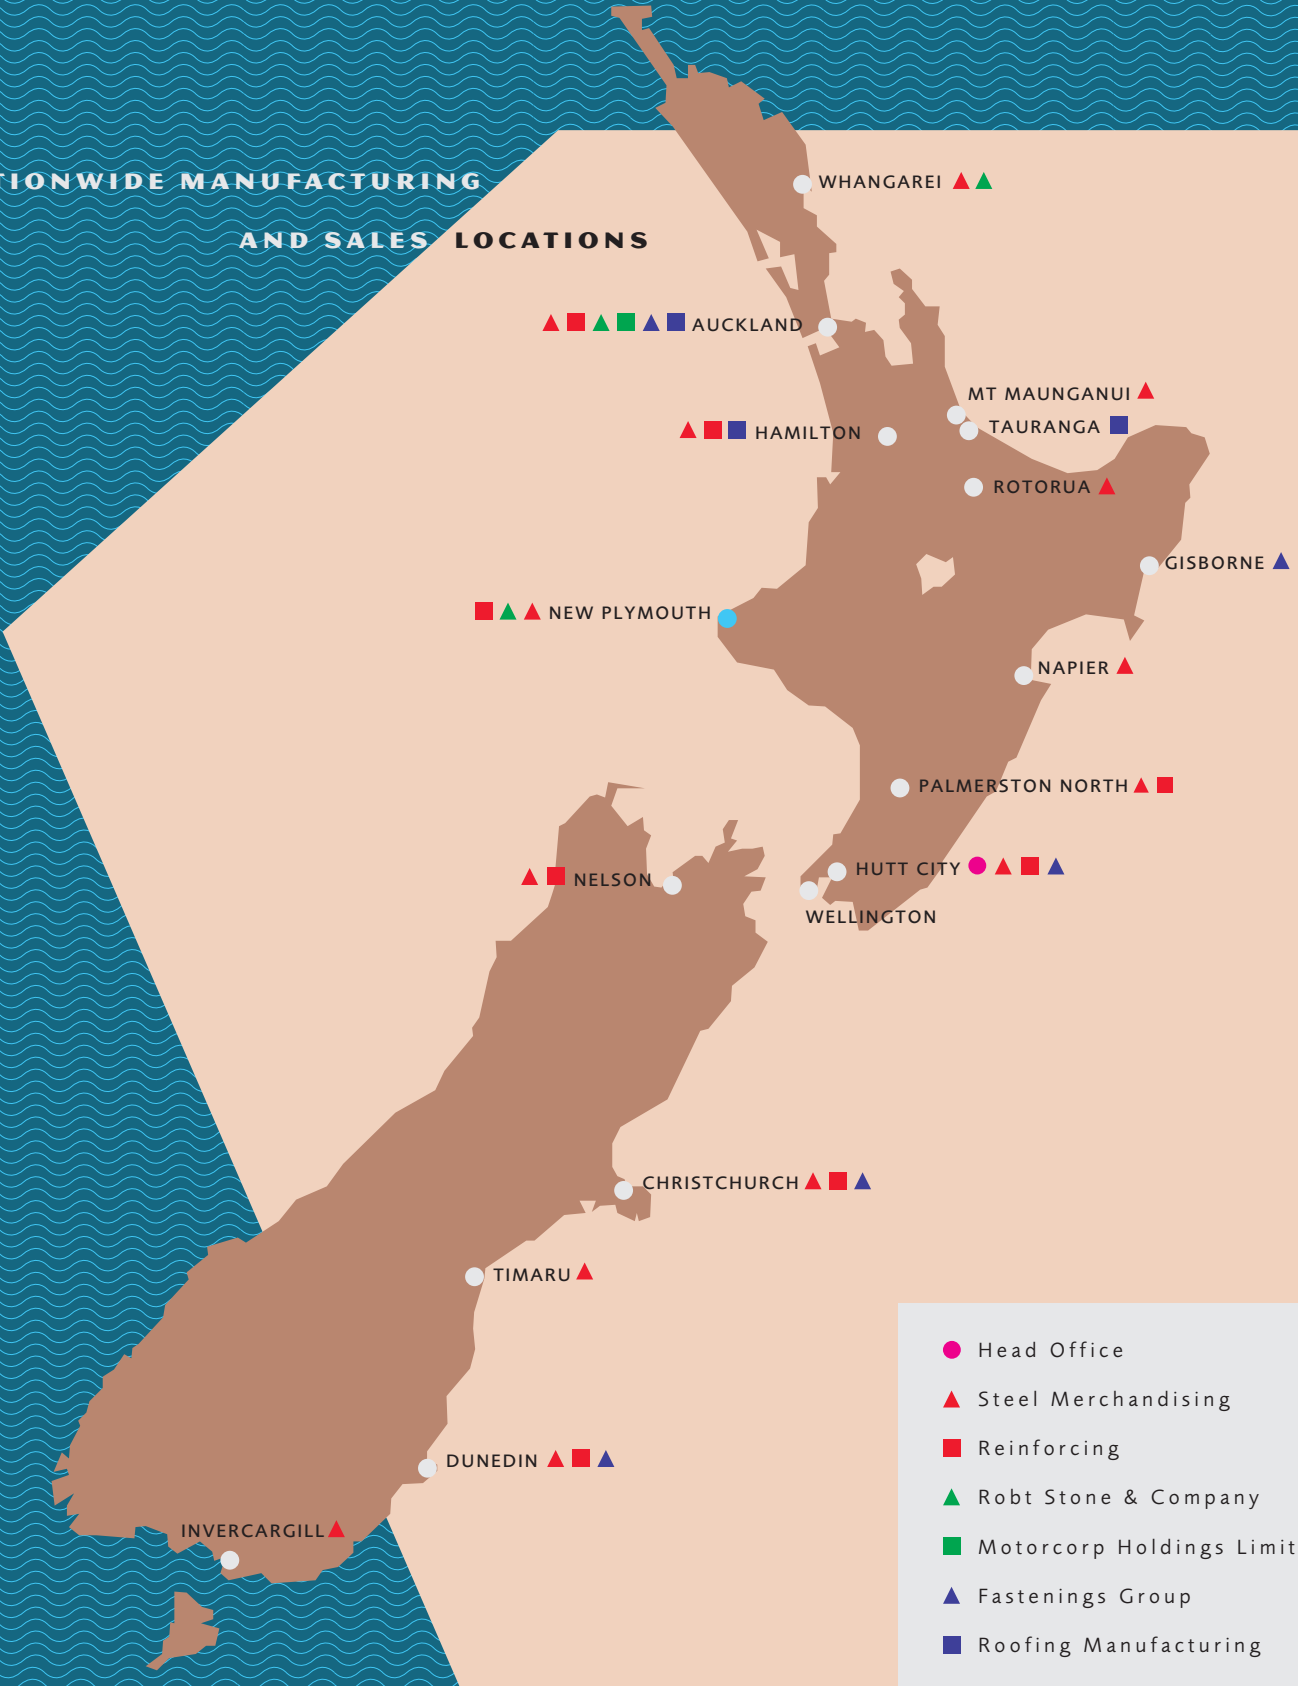 TIONWIDE MANUFACTURING
AND SALES LOCATIONS
WHANGAREI
AUCKLAND
MT MAUNGANUI
TAURANGA
HAMILTON
ROTORUA
GISBORNE
NEW PLYMOUTH
NAPIER
PALMERSTON NORTH
HUTT CITY
NELSON
WELLINGTON
CHRISTCHURCH
TIMARU
DUNEDIN
INVERCARGILL
Head Office
Steel Merchandising
Reinforcing
Robt Stone & Company
Motorcorp Holdings Limit
Fastenings Group
Roofing Manufacturing